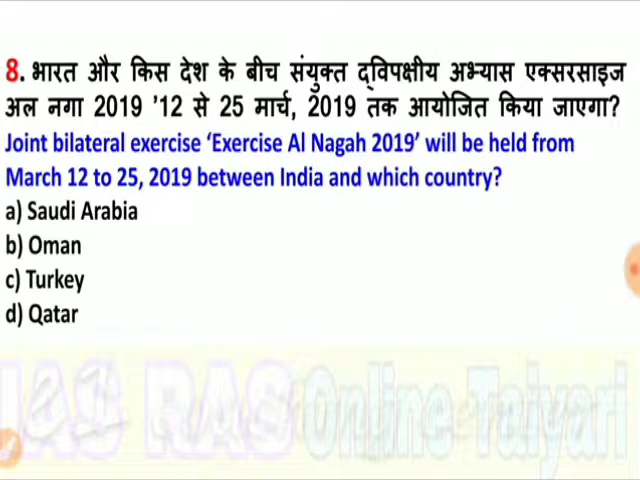 8. भारत और किस देश के बीच संयुक्त द्विपक्षीय अभ्यास एक्सरसाइज
अल नगा 2019 '12 से 25 मार्च, 2019 तक आयोजित किया जाएगा?
Joint bilateral exercise ‘Exercise Al Nagah 2019’ will be held from
March 12 to 25, 2019 between India and which country?
a) Saudi Arabia
b) Oman
c) Turkey
d) Qatar
IAS RAS Online Taiyari